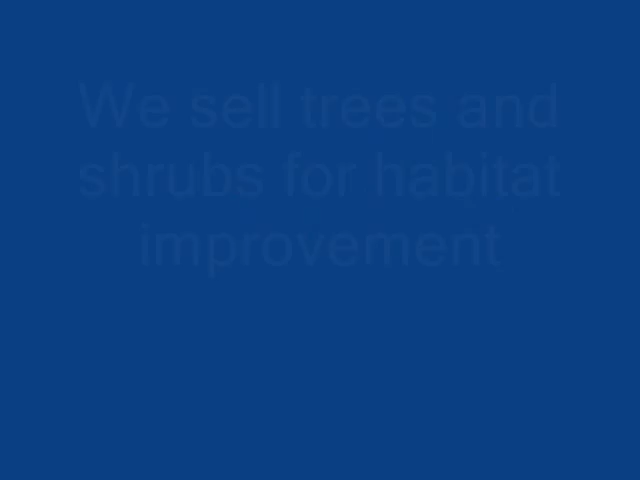 We sell trees and
shrubs for habitat
improvement